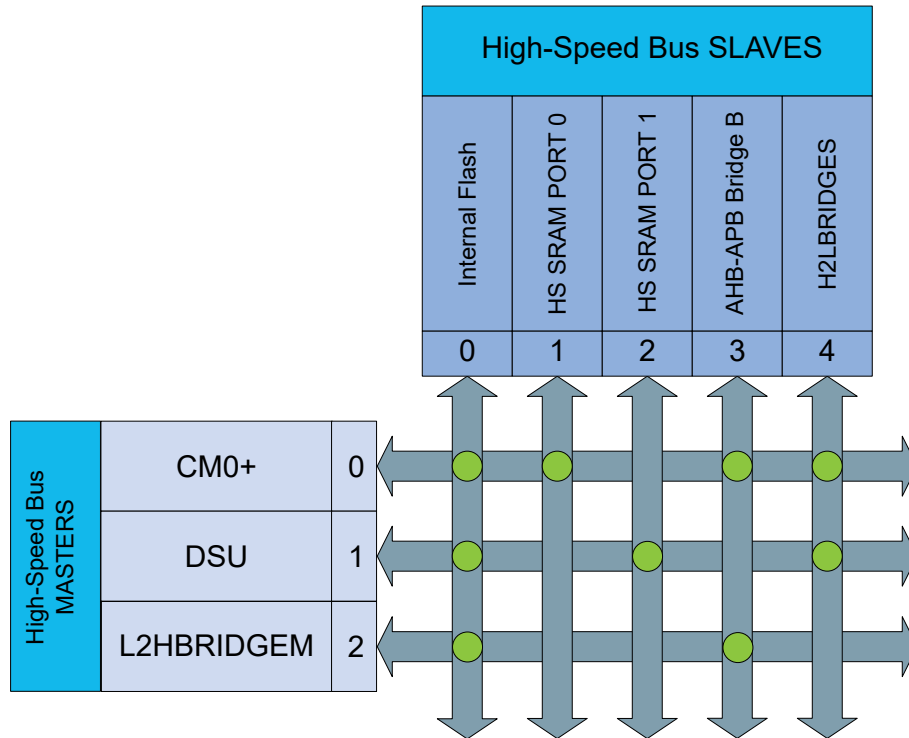 High-Speed Bus SLAVES
Internal Flash
HS SRAM PORT 0
HS SRAM PORT 1
AHB-APB Bridge B
H2LBRIDGES
0 1 2 3 4
High-Speed Bus
MASTERS
CM0+ 0
DSU 1
L2HBRIDGEM 2